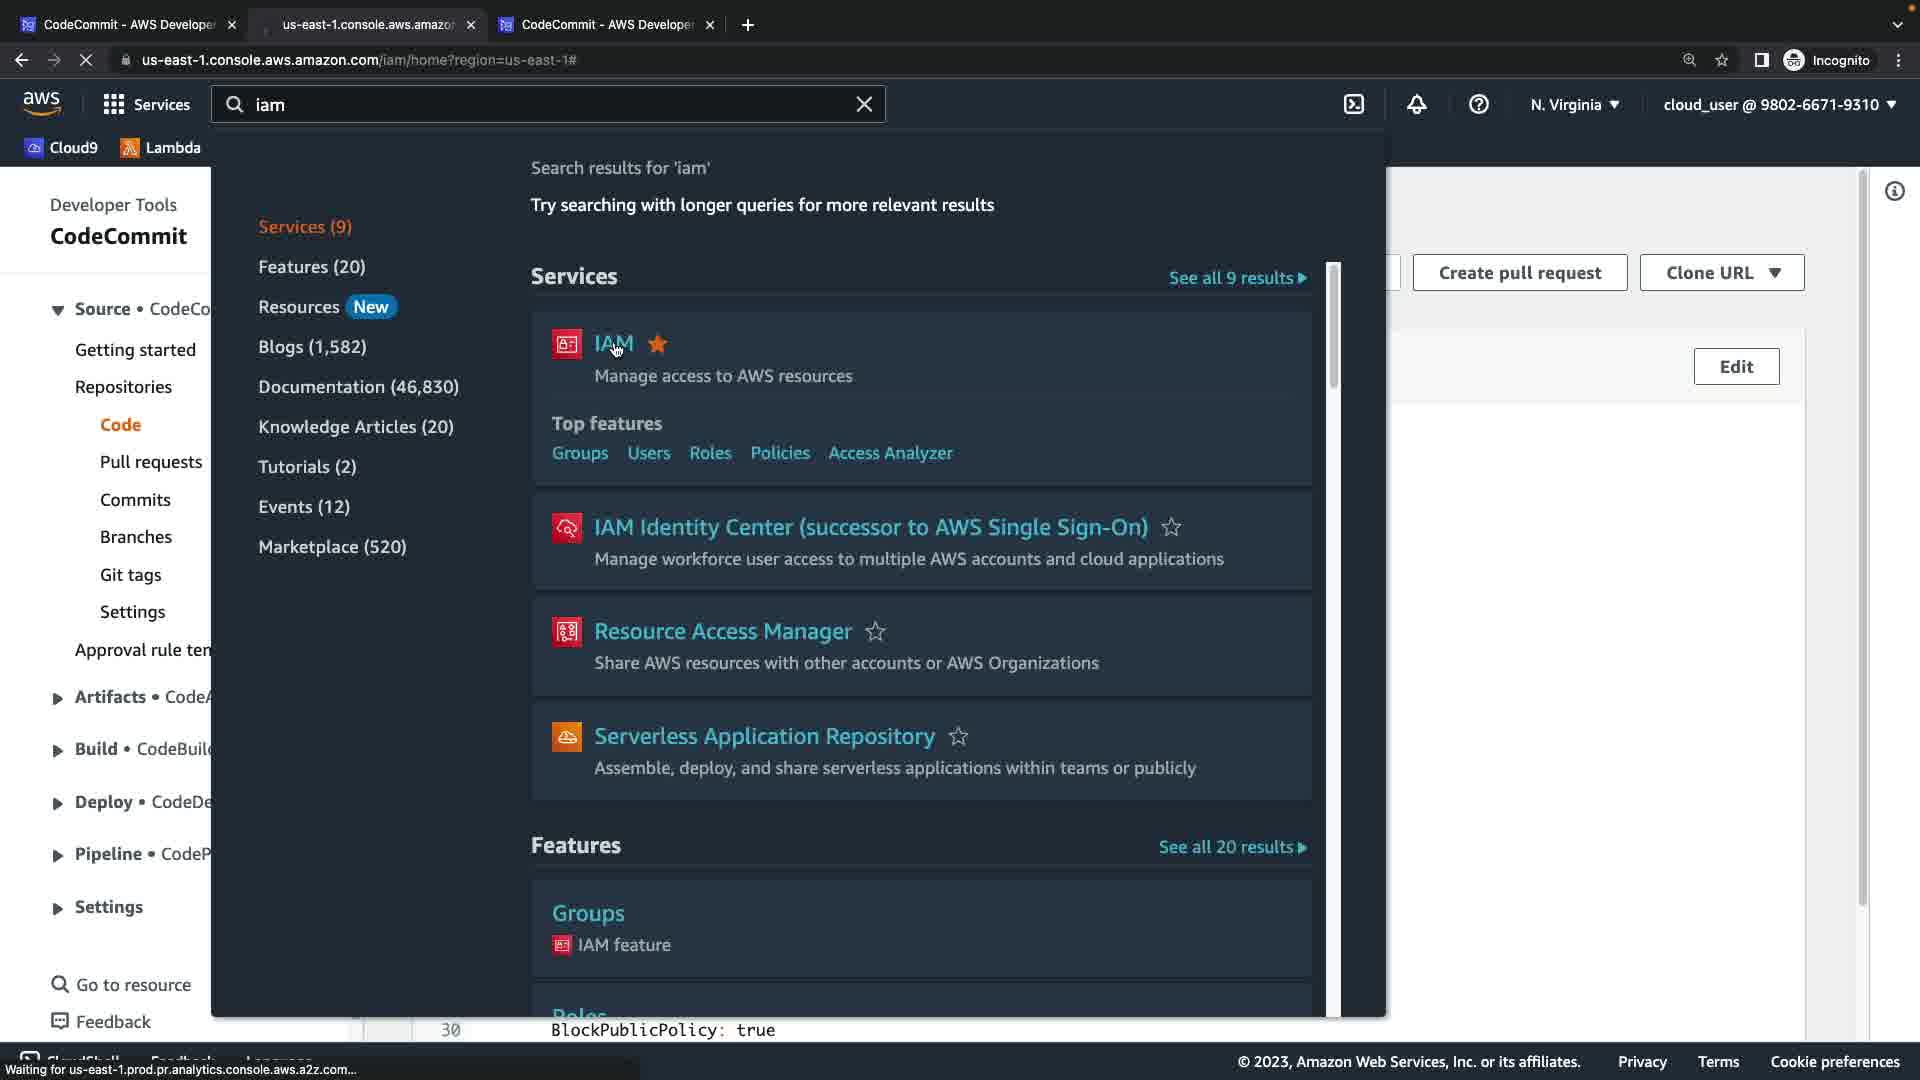 CodeCommit - AWS Developer
us-east-1.console.aws.amazon
CodeCommit - AWS Developer
us-east-1.console.aws.amazon.com/iam/home?region=us-east-1#
Incognito
aws
Services
iam
N. Virginia
cloud_user @ 9802-6671-9310
Cloud9
Lambda
Developer Tools
CodeCommit
Source • CodeCo
Getting started
Repositories
Code
Pull requests
Commits
Branches
Git tags
Settings
Approval rule tem
Artifacts • CodeA
Build • CodeBuild
Deploy • CodeDe
Pipeline • CodeP
Settings
Go to resource
Feedback
Search results for 'iam'
Try searching with longer queries for more relevant results
Services (9)
Features (20)
Resources New
Blogs (1,582)
Documentation (46,830)
Knowledge Articles (20)
Tutorials (2)
Events (12)
Marketplace (520)
Services
See all 9 results
IAM
Manage access to AWS resources
Top features
Groups Users Roles Policies Access Analyzer
IAM Identity Center (successor to AWS Single Sign-On)
Manage workforce user access to multiple AWS accounts and cloud applications
Resource Access Manager
Share AWS resources with other accounts or AWS Organizations
Serverless Application Repository
Assemble, deploy, and share serverless applications within teams or publicly
Features
See all 20 results
Groups
IAM feature
Roles
Create pull request
Clone URL
Edit
30 BlockPublicPolicy: true
CloudShell Feedback Language
Waiting for us-east-1.prod.pr.analytics.console.aws.a2z.com...
© 2023, Amazon Web Services, Inc. or its affiliates.
Privacy
Terms
Cookie preferences